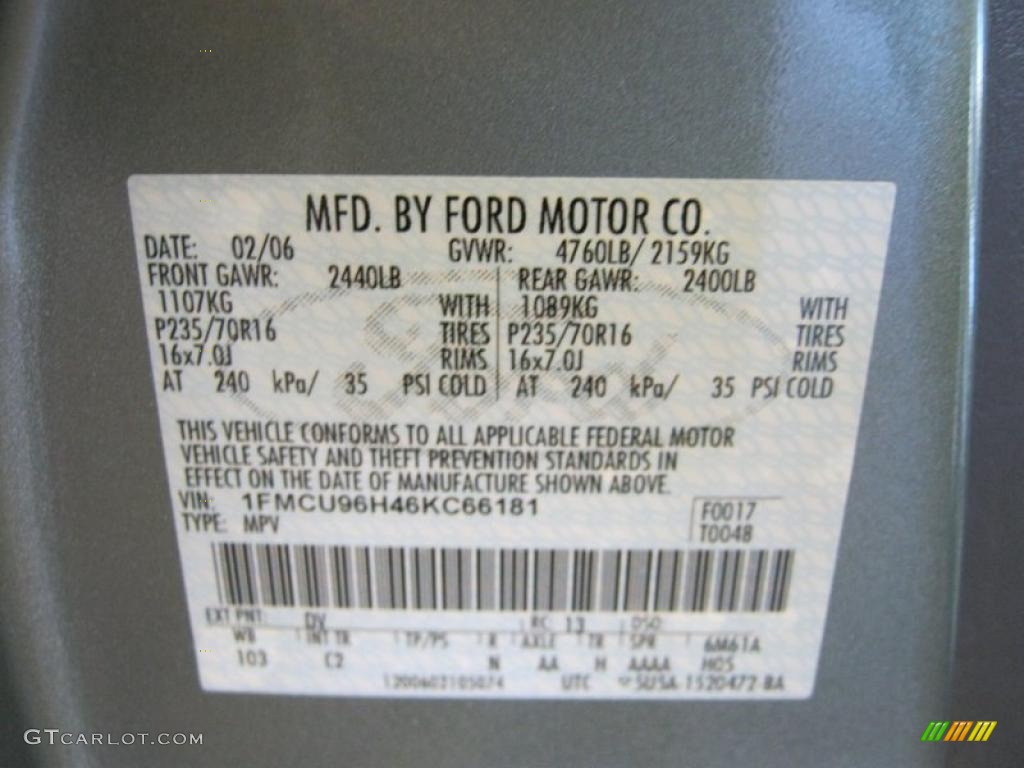 MFD. BY FORD MOTOR CO.
DATE: 02/06 GVWR: 4760LB/ 2159KG
FRONT GAWR: 2440LB REAR GAWR: 2400LB
1107KG WITH 1089KG WITH
P235/70R16 TIRES P235/70R16 TIRES
16x7.0J RIMS 16x7.0J RIMS
AT 240 kPa/ 35 PSI COLD AT 240 kPa/ 35 PSI COLD
THIS VEHICLE CONFORMS TO ALL APPLICABLE FEDERAL MOTOR
VEHICLE SAFETY AND THEFT PREVENTION STANDARDS IN
EFFECT ON THE DATE OF MANUFACTURE SHOWN ABOVE.
VIN: 1FMCU96H46KC66181
TYPE: MPV
F0017
T0048
EXT PNT: DV RC: 13 DSO:
WB INT TR TP/PS R AXLE TR SPR 6M61A
103 C2 N AA H AAAA HOS
1200602105074 UTC 5USA-1520472-BA
GTCARLOT.COM